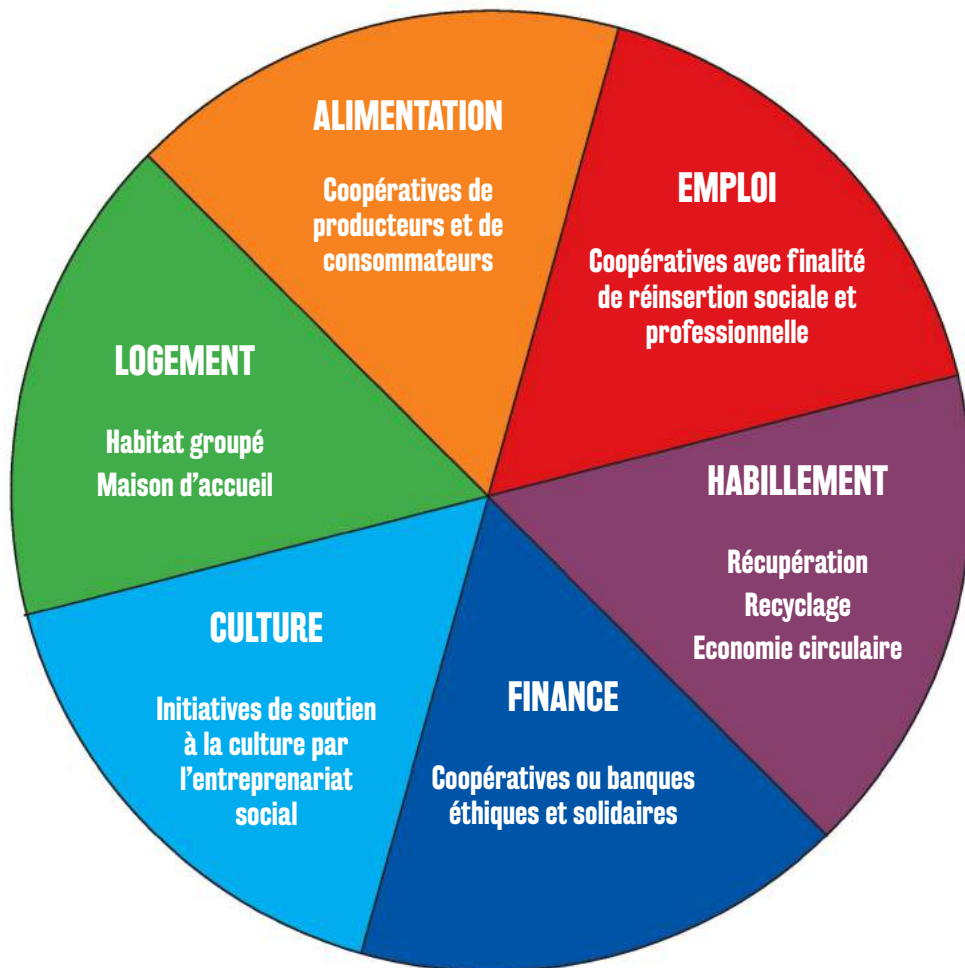 ALIMENTATION
Coopératives de
producteurs et de
consommateurs
EMPLOI
Coopératives avec finalité
de réinsertion sociale et
professionnelle
HABILLEMENT
Récupération
Recyclage
Economie circulaire
FINANCE
Coopératives ou banques
éthiques et solidaires
CULTURE
Initiatives de soutien
à la culture par
l'entreprenariat
social
LOGEMENT
Habitat groupé
Maison d'accueil